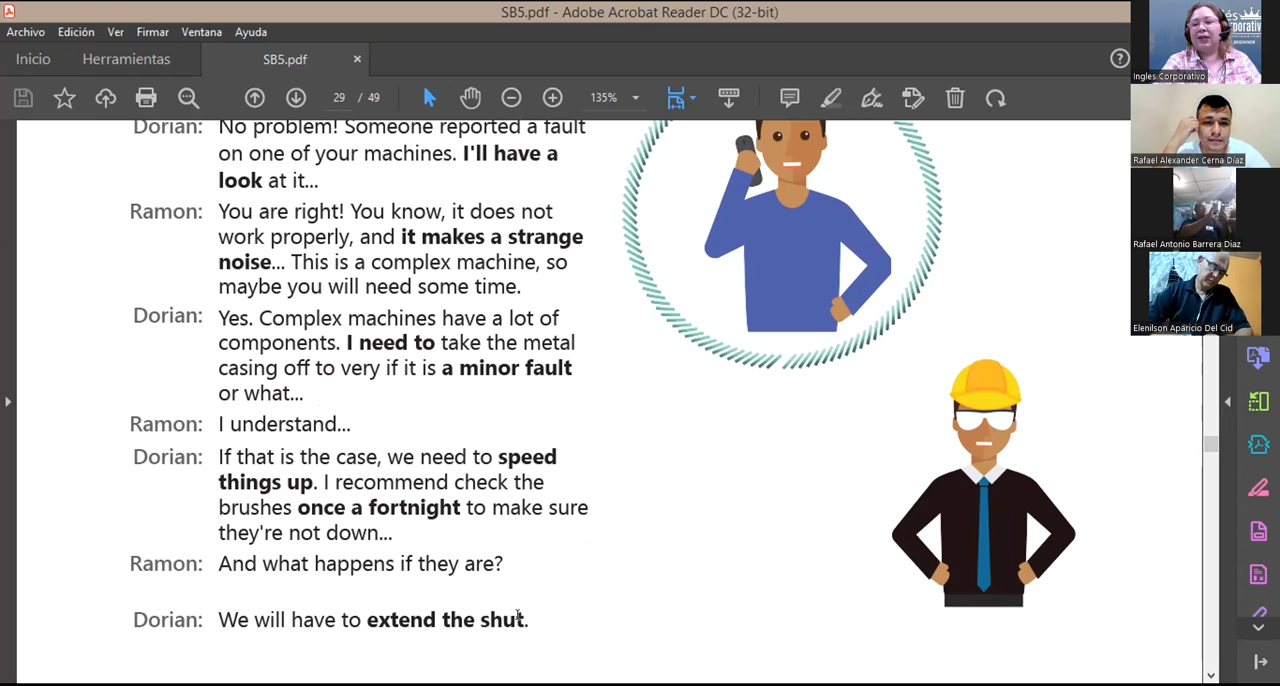 SB5.pdf - Adobe Acrobat Reader DC (32-bit)
Archivo Edición Ver Firmar Ventana Ayuda
Inicio Herramientas SB5.pdf ×
29 / 49 135%
Dorian: No problem! Someone reported a fault
on one of your machines. I'll have a
look at it...
Ramon: You are right! You know, it does not
work properly, and it makes a strange
noise... This is a complex machine, so
maybe you will need some time.
Dorian: Yes. Complex machines have a lot of
components. I need to take the metal
casing off to very if it is a minor fault
or what...
Ramon: I understand...
Dorian: If that is the case, we need to speed
things up. I recommend check the
brushes once a fortnight to make sure
they're not down...
Ramon: And what happens if they are?
Dorian: We will have to extend the shut.
Ingles Corporativo
Rafael Alexander Cerna Diaz
Rafael Antonio Barrera Diaz
Elenilson Aparicio Del Cid